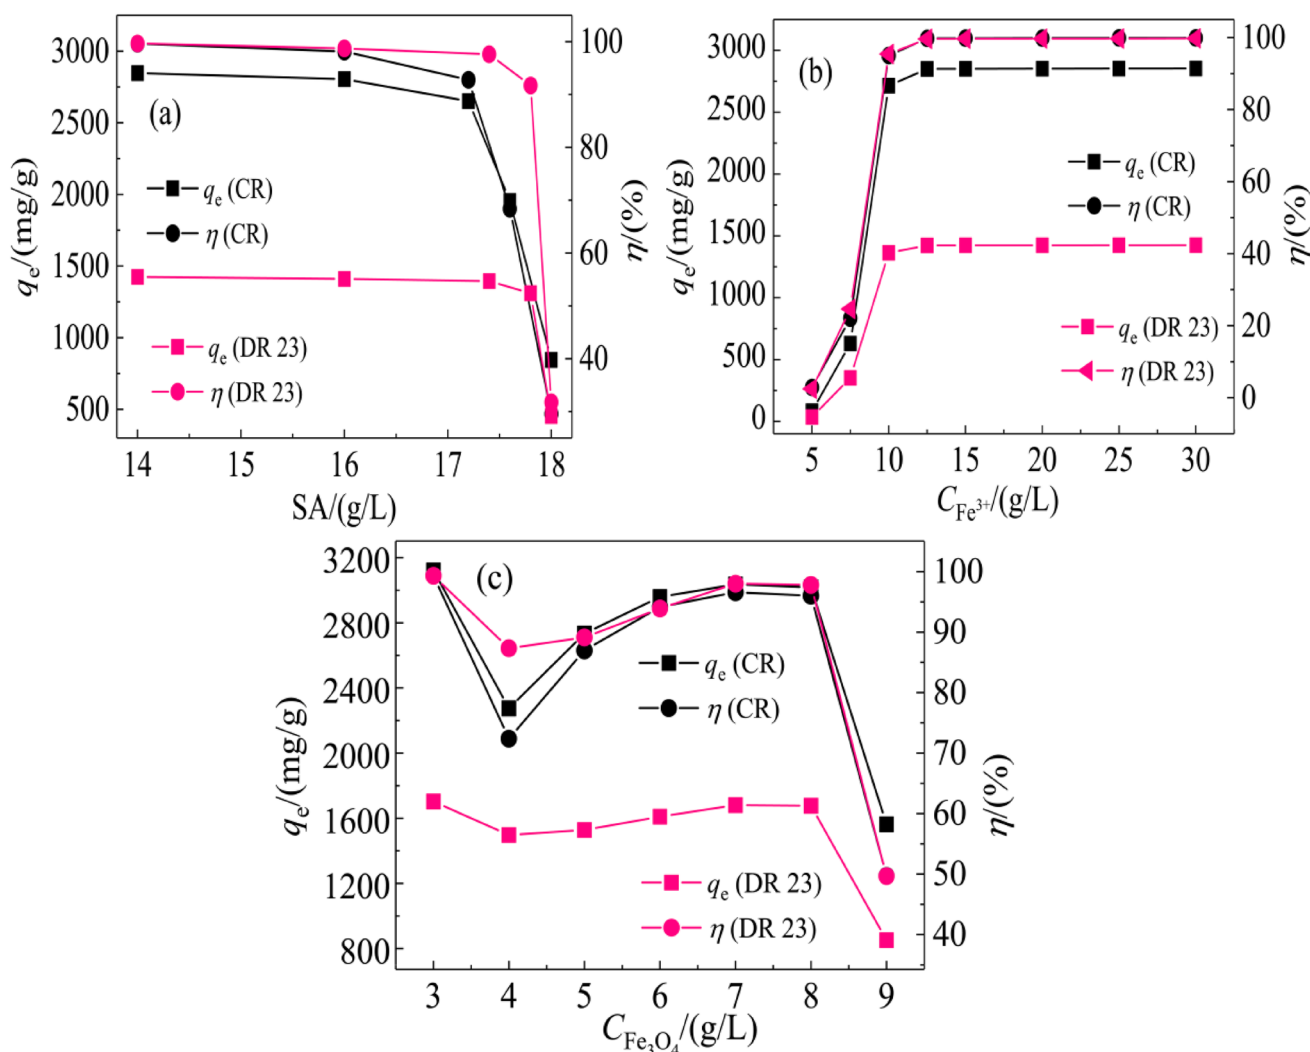 (a)
3000
2500
2000
1500
1000
500
qe/(mg/g)
qe (CR)
η (CR)
qe (DR 23)
η (DR 23)
100
80
60
40
η/(%)
14
15
16
17
18
SA/(g/L)
(b)
3000
2500
2000
1500
1000
500
0
qe/(mg/g)
qe (CR)
η (CR)
qe (DR 23)
η (DR 23)
100
80
60
40
20
0
η/(%)
5
10
15
20
25
30
CFe³⁺/(g/L)
(c)
3200
2800
2400
2000
1600
1200
800
qe/(mg/g)
qe (CR)
η (CR)
qe (DR 23)
η (DR 23)
100
90
80
70
60
50
40
η/(%)
3
4
5
6
7
8
9
CFe₃O₄/(g/L)